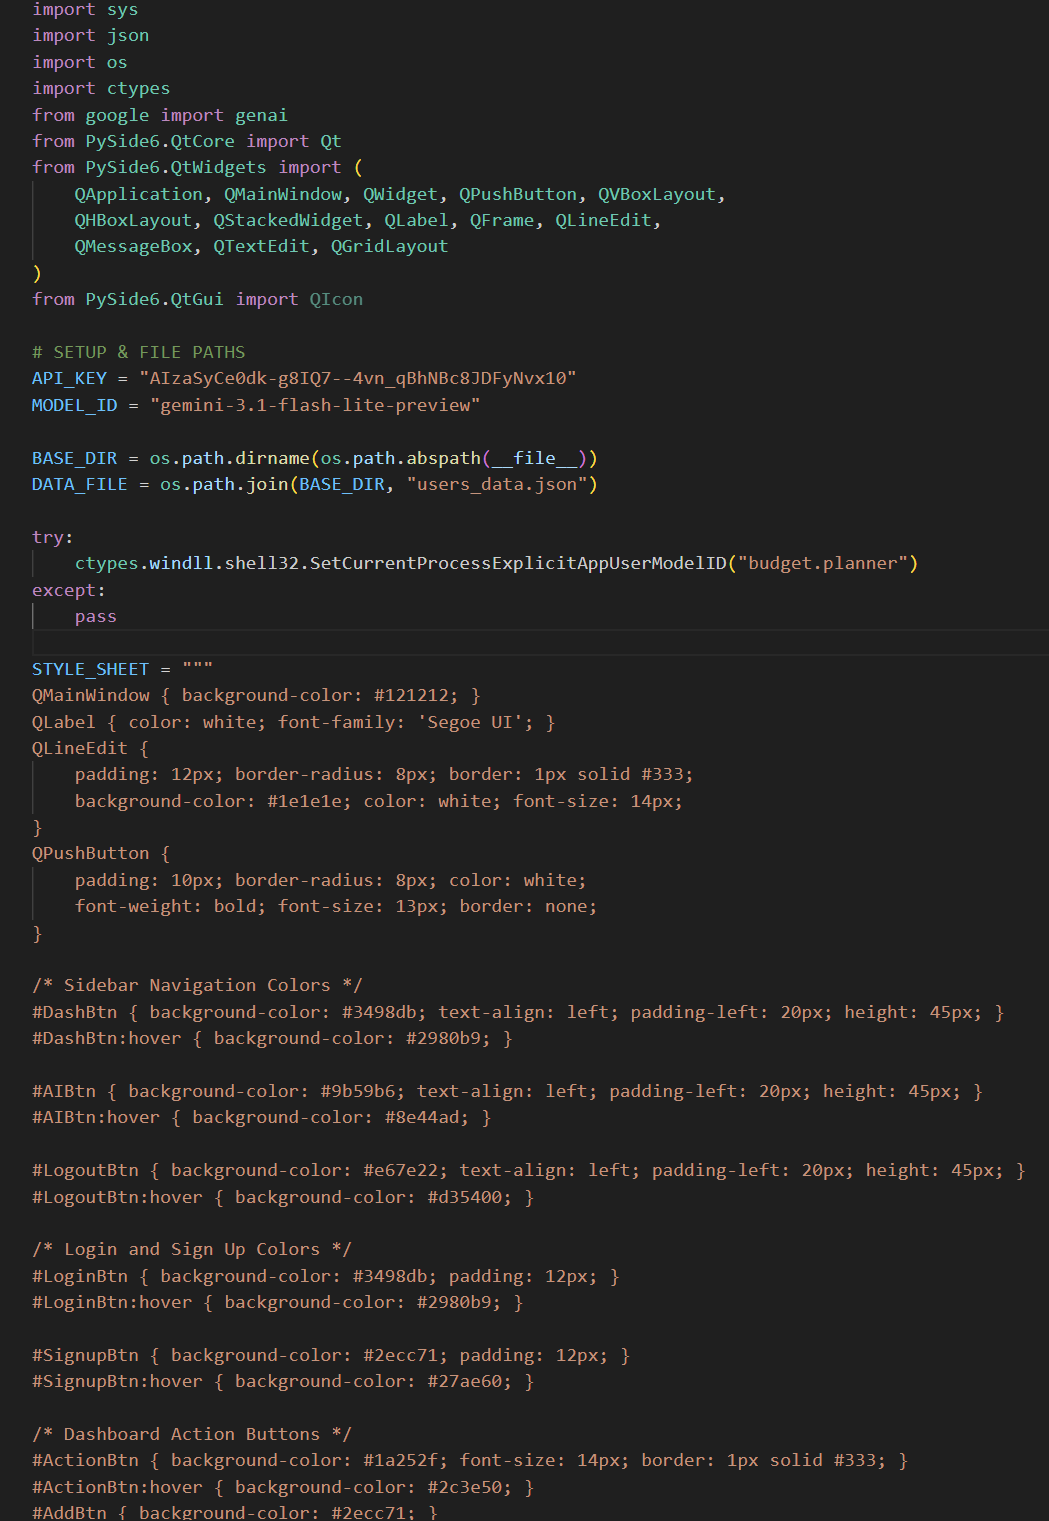 import sys
import json
import os
import ctypes
from google import genai
from PySide6.QtCore import Qt
from PySide6.QtWidgets import (
    QApplication, QMainWindow, QWidget, QPushButton, QVBoxLayout,
    QHBoxLayout, QStackedWidget, QLabel, QFrame, QLineEdit,
    QMessageBox, QTextEdit, QGridLayout
)
from PySide6.QtGui import QIcon

# SETUP & FILE PATHS
API_KEY = "AIzaSyCe0dk-g8IQ7--4vn_qBhNBc8JDFyNvx10"
MODEL_ID = "gemini-3.1-flash-lite-preview"

BASE_DIR = os.path.dirname(os.path.abspath(__file__))
DATA_FILE = os.path.join(BASE_DIR, "users_data.json")

try:
    ctypes.windll.shell32.SetCurrentProcessExplicitAppUserModelID("budget.planner")
except:
    pass

STYLE_SHEET = """
QMainWindow { background-color: #121212; }
QLabel { color: white; font-family: 'Segoe UI'; }
QLineEdit {
    padding: 12px; border-radius: 8px; border: 1px solid #333;
    background-color: #1e1e1e; color: white; font-size: 14px;
}
QPushButton {
    padding: 10px; border-radius: 8px; color: white;
    font-weight: bold; font-size: 13px; border: none;
}

/* Sidebar Navigation Colors */
#DashBtn { background-color: #3498db; text-align: left; padding-left: 20px; height: 45px; }
#DashBtn:hover { background-color: #2980b9; }

#AIBtn { background-color: #9b59b6; text-align: left; padding-left: 20px; height: 45px; }
#AIBtn:hover { background-color: #8e44ad; }

#LogoutBtn { background-color: #e67e22; text-align: left; padding-left: 20px; height: 45px; }
#LogoutBtn:hover { background-color: #d35400; }

/* Login and Sign Up Colors */
#LoginBtn { background-color: #3498db; padding: 12px; }
#LoginBtn:hover { background-color: #2980b9; }

#SignupBtn { background-color: #2ecc71; padding: 12px; }
#SignupBtn:hover { background-color: #27ae60; }

/* Dashboard Action Buttons */
#ActionBtn { background-color: #1a252f; font-size: 14px; border: 1px solid #333; }
#ActionBtn:hover { background-color: #2c3e50; }
#AddBtn { background-color: #2ecc71; }